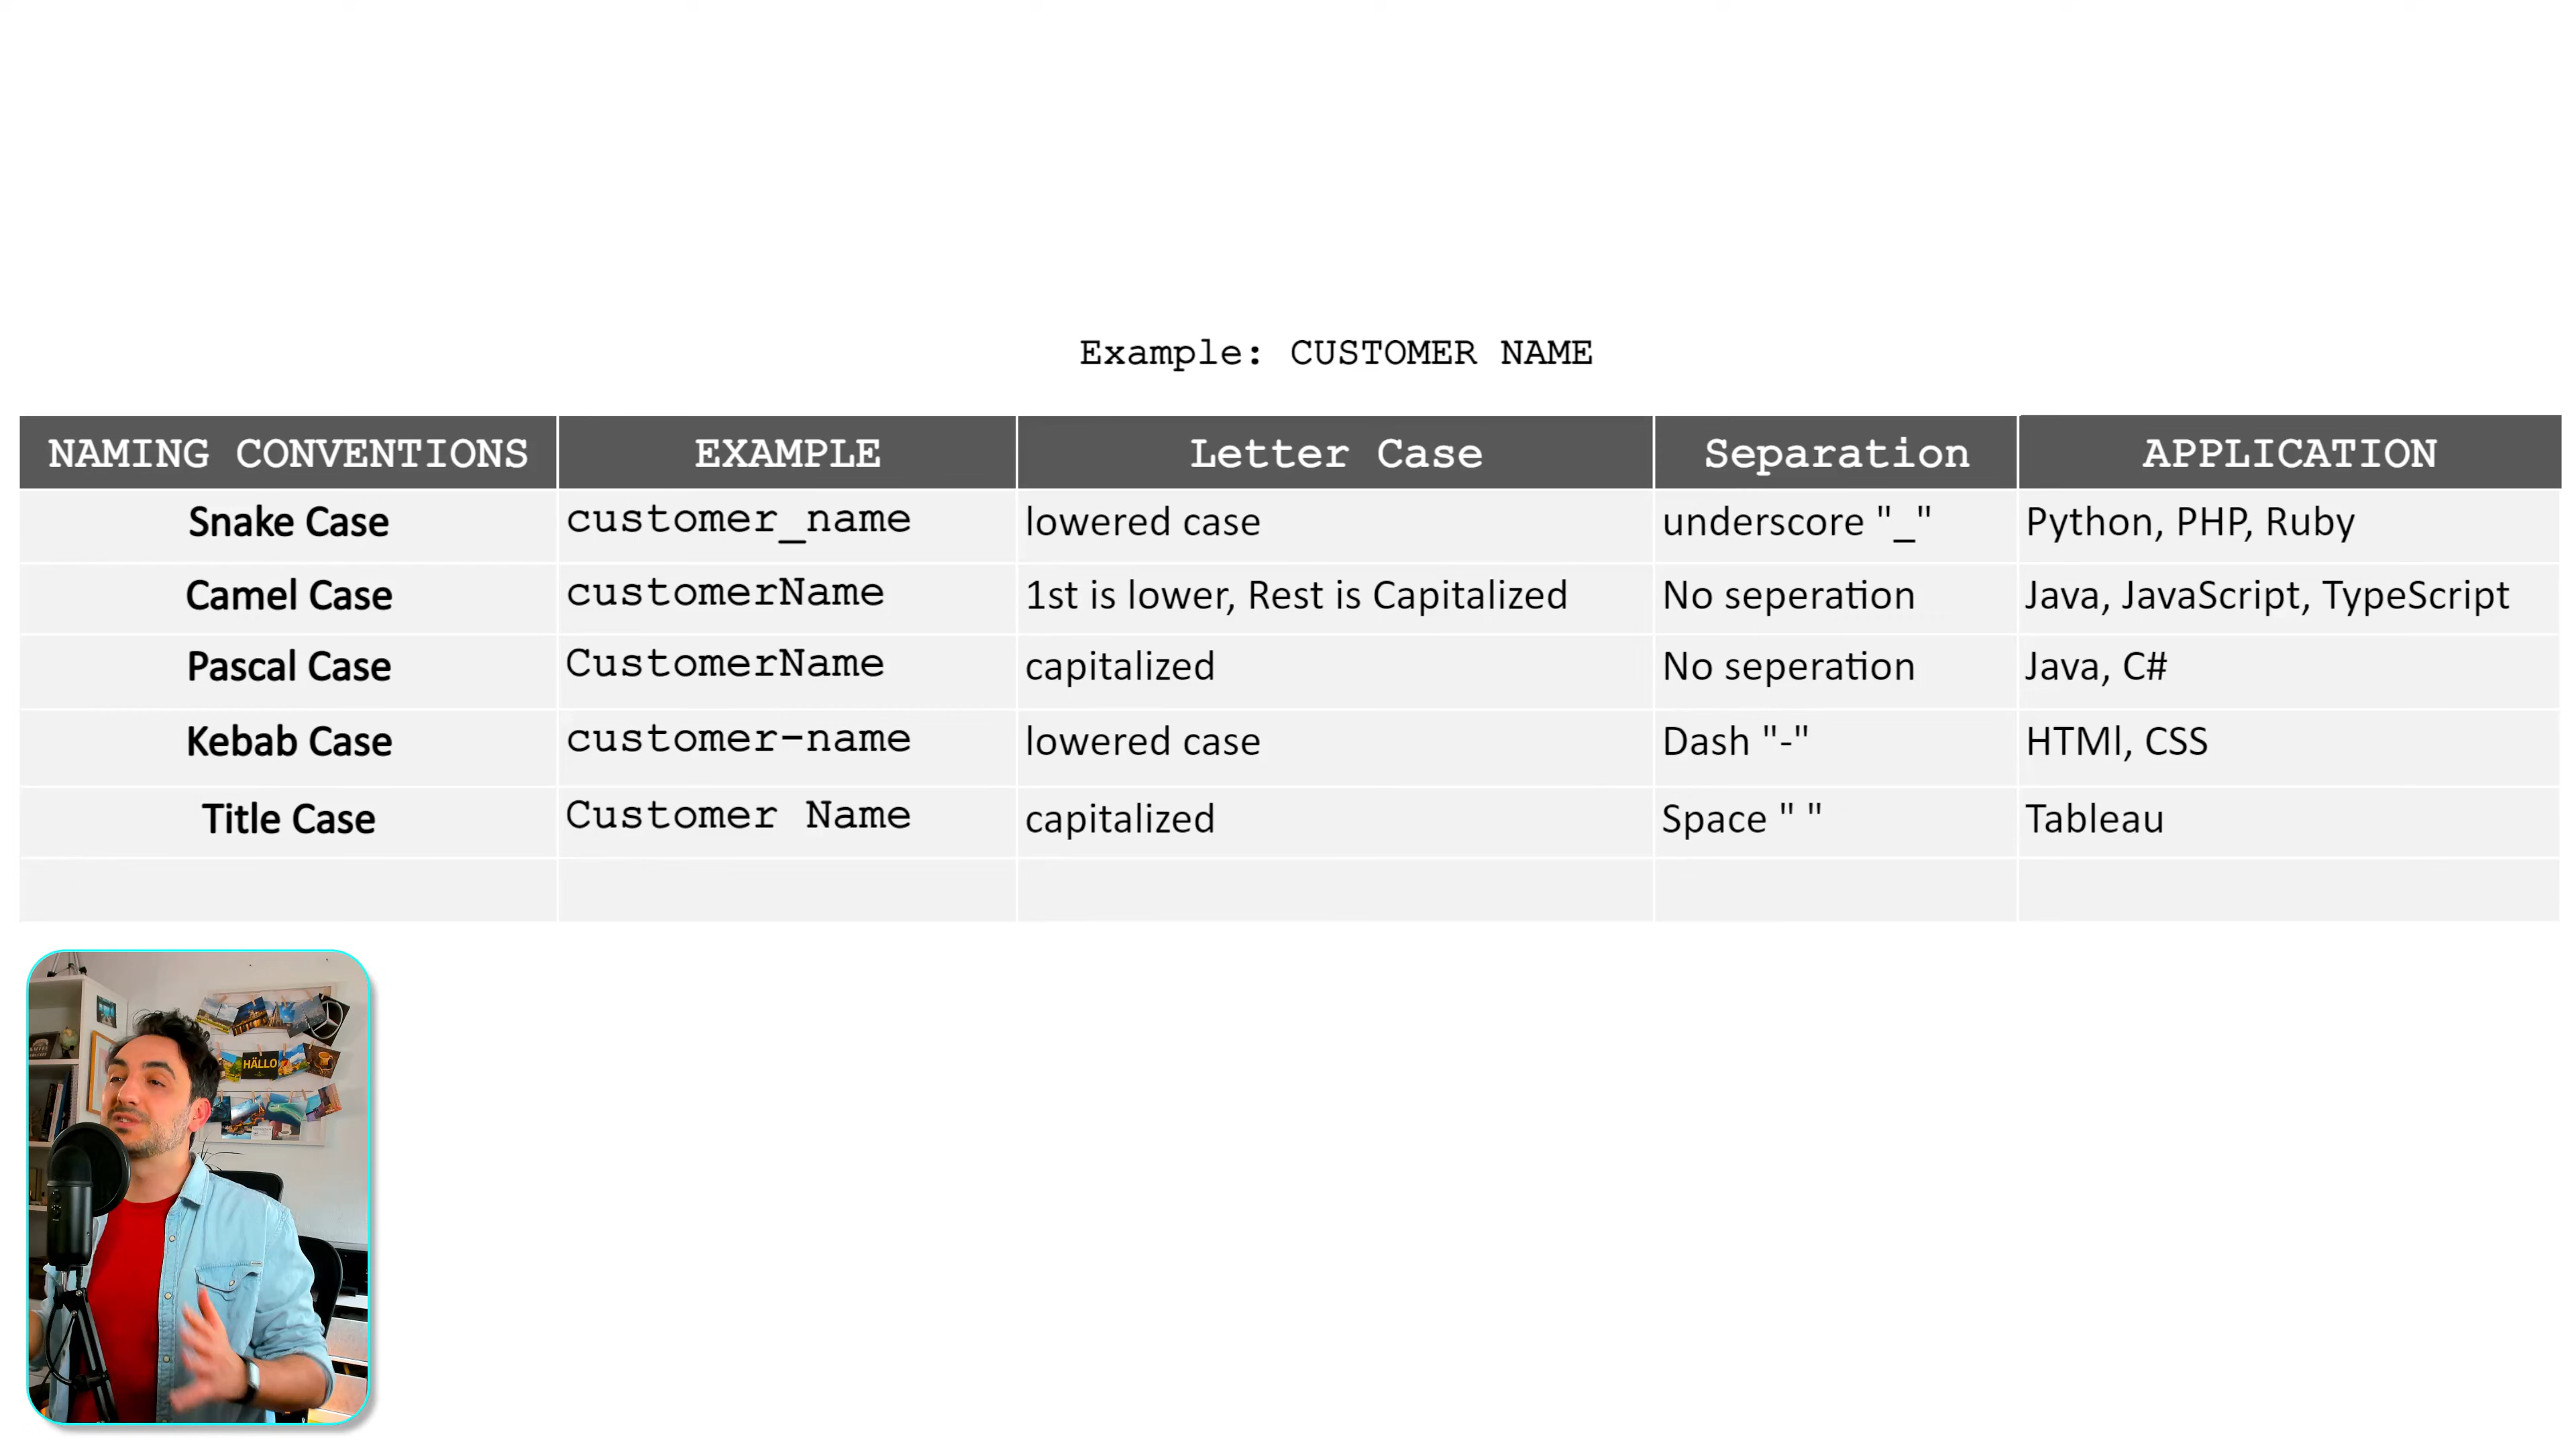 Example: CUSTOMER NAME
NAMING CONVENTIONS EXAMPLE Letter Case Separation APPLICATION
Snake Case customer_name lowered case underscore "_" Python, PHP, Ruby
Camel Case customerName 1st is lower, Rest is Capitalized No seperation Java, JavaScript, TypeScript
Pascal Case CustomerName capitalized No seperation Java, C#
Kebab Case customer-name lowered case Dash "-" HTMl, CSS
Title Case Customer Name capitalized Space " " Tableau
HÄLLO